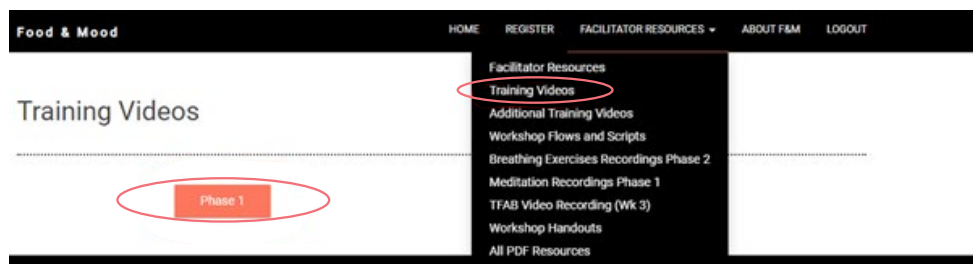 Food & Mood
HOME REGISTER FACILITATOR RESOURCES ABOUT F&M LOGOUT
Training Videos
Phase 1
Facilitator Resources
Training Videos
Additional Training Videos
Workshop Flows and Scripts
Breathing Exercises Recordings Phase 2
Meditation Recordings Phase 1
TFAB Video Recording (Wk 3)
Workshop Handouts
All PDF Resources